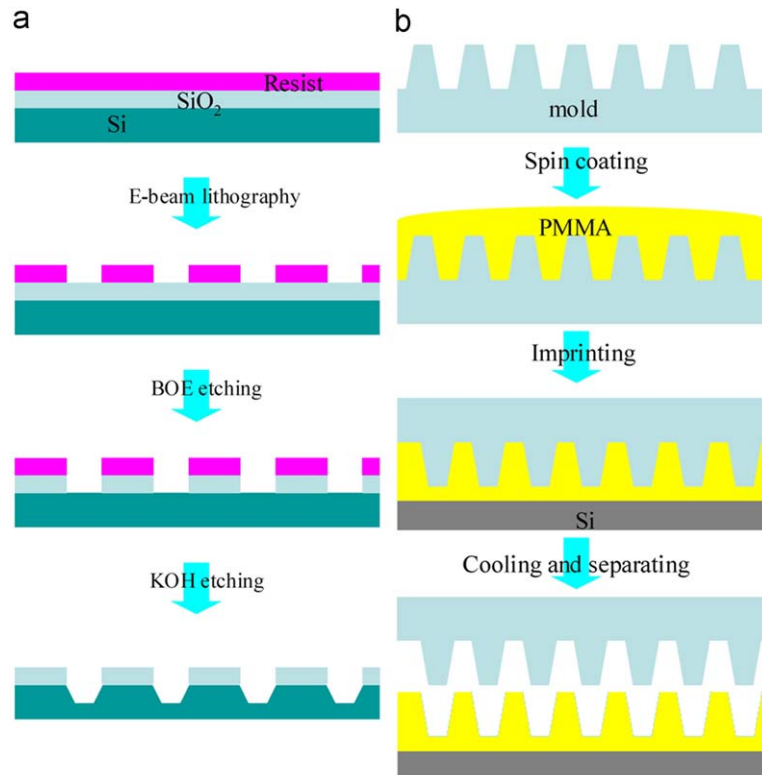 a
Resist
SiO₂
Si
E-beam lithography
BOE etching
KOH etching
b
mold
Spin coating
PMMA
Imprinting
Si
Cooling and separating